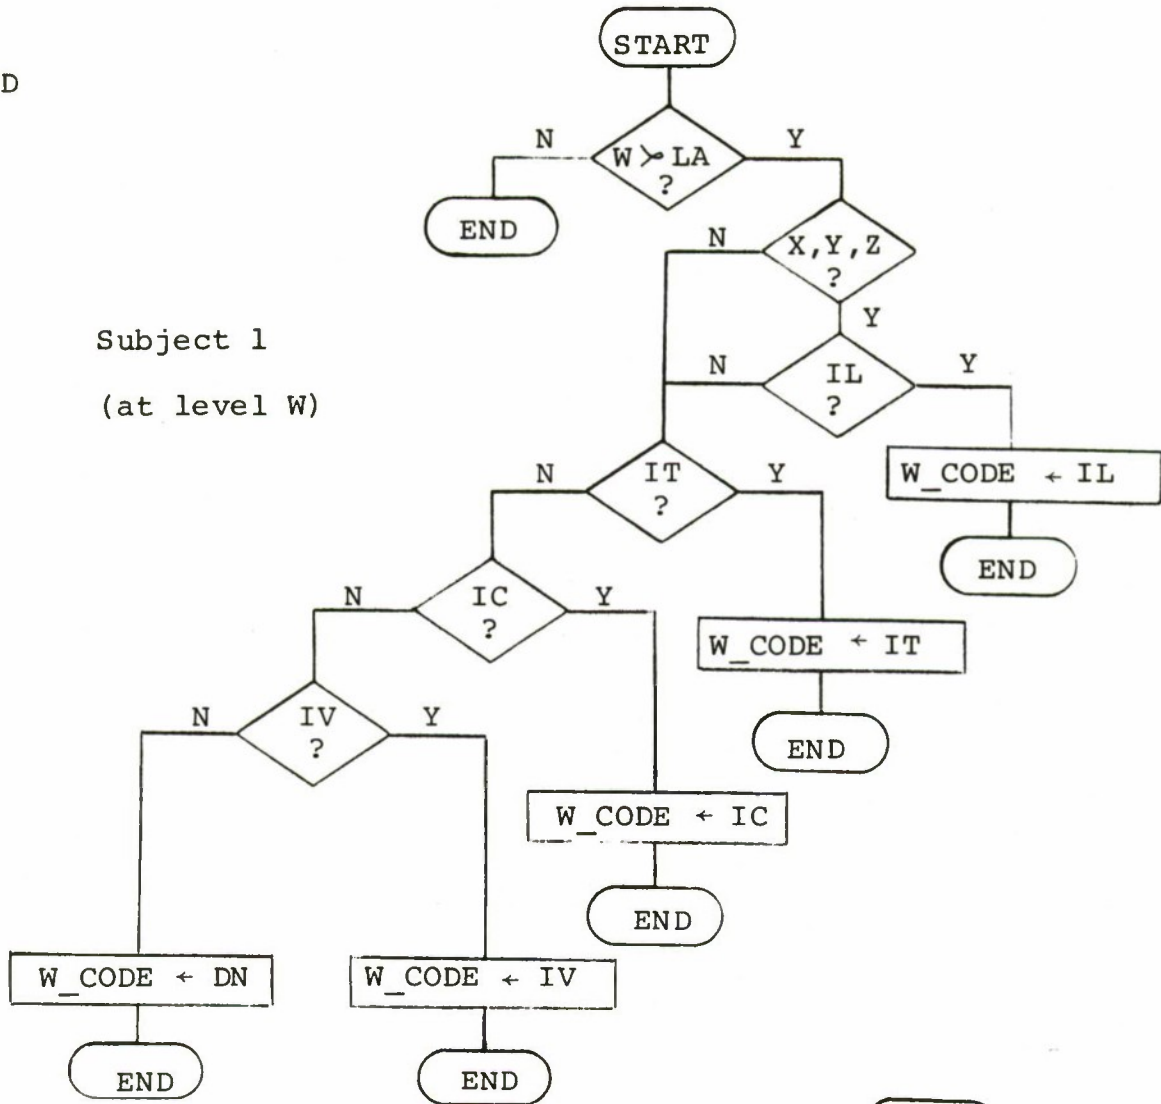 START
D
N
Y
W ≻ LA
?
END
N
X,Y,Z
?
Y
Subject 1
N
IL
?
Y
(at level W)
N
IT
?
Y
W_CODE ← IL
END
N
IC
?
Y
W_CODE ← IT
N
IV
?
Y
END
W_CODE ← IC
END
W_CODE ← DN
W_CODE ← IV
END
END